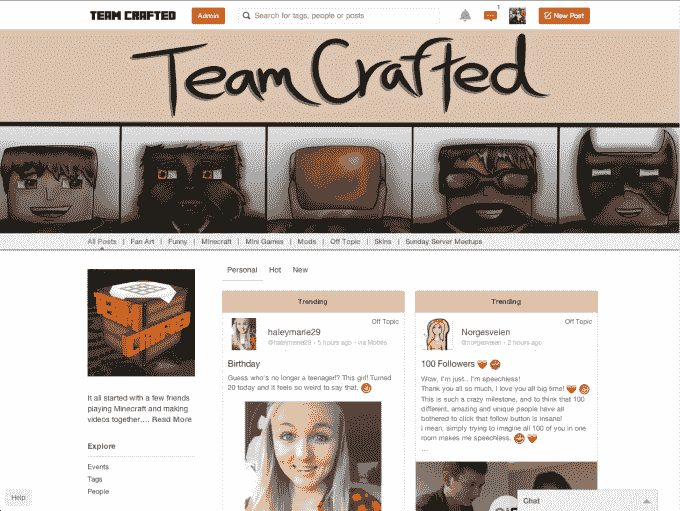 TEAM CRAFTED
Admin
Search for tags, people or posts
1
New Post
Team Crafted
All Posts | Fan Art | Funny | Minecraft | Mini Games | Mods | Off Topic | Skins | Sunday Server Meetups
Personal Hot New
TEAM
CRAFTED
It all started with a few friends
playing Minecraft and making
videos together,... Read More
Explore
Events
Tags
People
Trending
Off Topic
haleymarie29
@haleymarie29 • 5 hours ago • via Mobile
Birthday
Guess who's no longer a teenager!? This girl! Turned
20 today and it feels so weird to say that.
Trending
Off Topic
Norgesveien
@norgesveien • 2 hours ago
100 Followers
Wow, I'm just.. I'm speechless!
Thank you all so much, I love you all big time!
This is such a crazy milestone, and to think that 100
different, amazing and unique people have all
bothered to click that follow button is insane!
I mean, simply trying to imagine all 100 of you in one
room makes me speechless.
...
Help
Chat